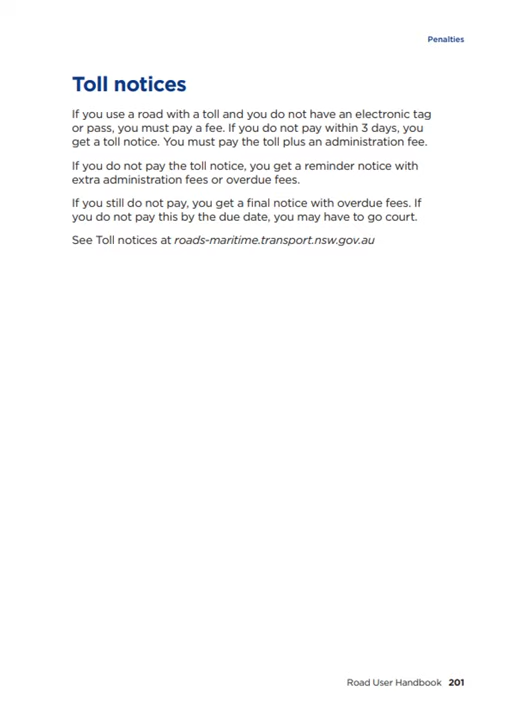 Penalties
Toll notices
If you use a road with a toll and you do not have an electronic tag
or pass, you must pay a fee. If you do not pay within 3 days, you
get a toll notice. You must pay the toll plus an administration fee.
If you do not pay the toll notice, you get a reminder notice with
extra administration fees or overdue fees.
If you still do not pay, you get a final notice with overdue fees. If
you do not pay this by the due date, you may have to go court.
See Toll notices at roads-maritime.transport.nsw.gov.au
Road User Handbook 201